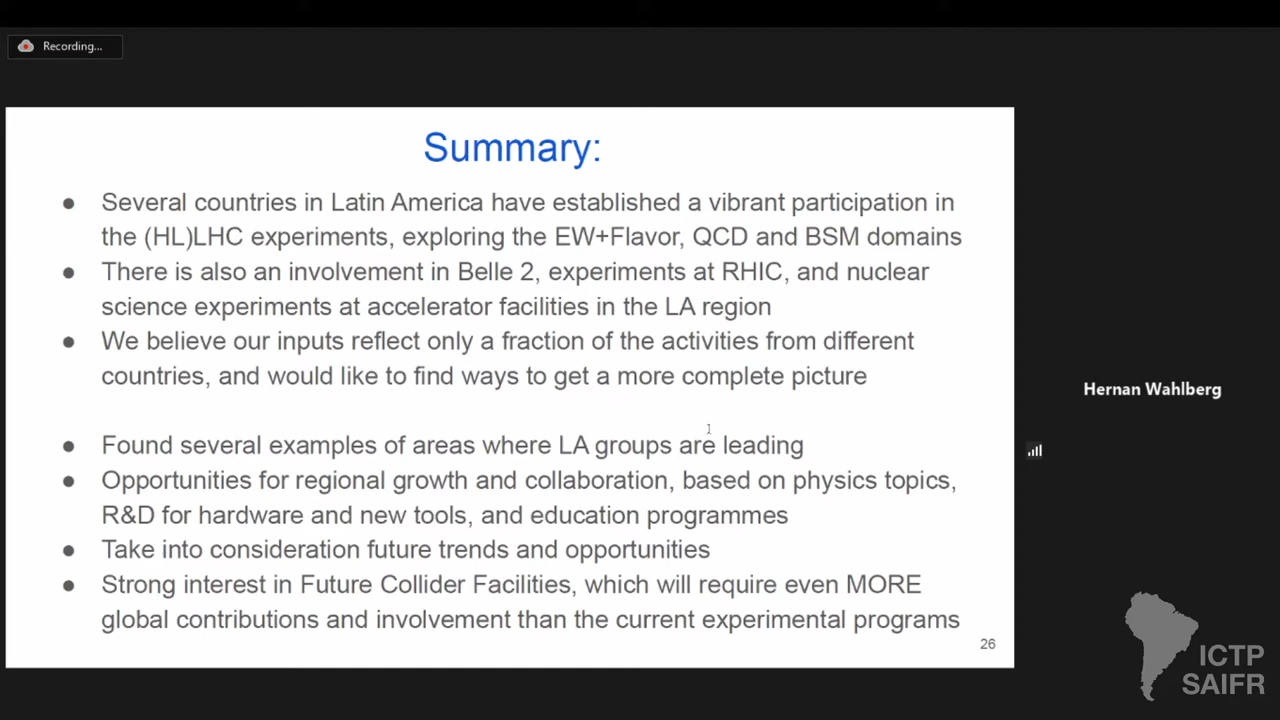 Recording...
Summary:
● Several countries in Latin America have established a vibrant participation in
the (HL)LHC experiments, exploring the EW+Flavor, QCD and BSM domains
● There is also an involvement in Belle 2, experiments at RHIC, and nuclear
science experiments at accelerator facilities in the LA region
● We believe our inputs reflect only a fraction of the activities from different
countries, and would like to find ways to get a more complete picture
● Found several examples of areas where LA groups are leading
● Opportunities for regional growth and collaboration, based on physics topics,
R&D for hardware and new tools, and education programmes
● Take into consideration future trends and opportunities
● Strong interest in Future Collider Facilities, which will require even MORE
global contributions and involvement than the current experimental programs
26
Hernan Wahlberg
ICTP
SAIFR